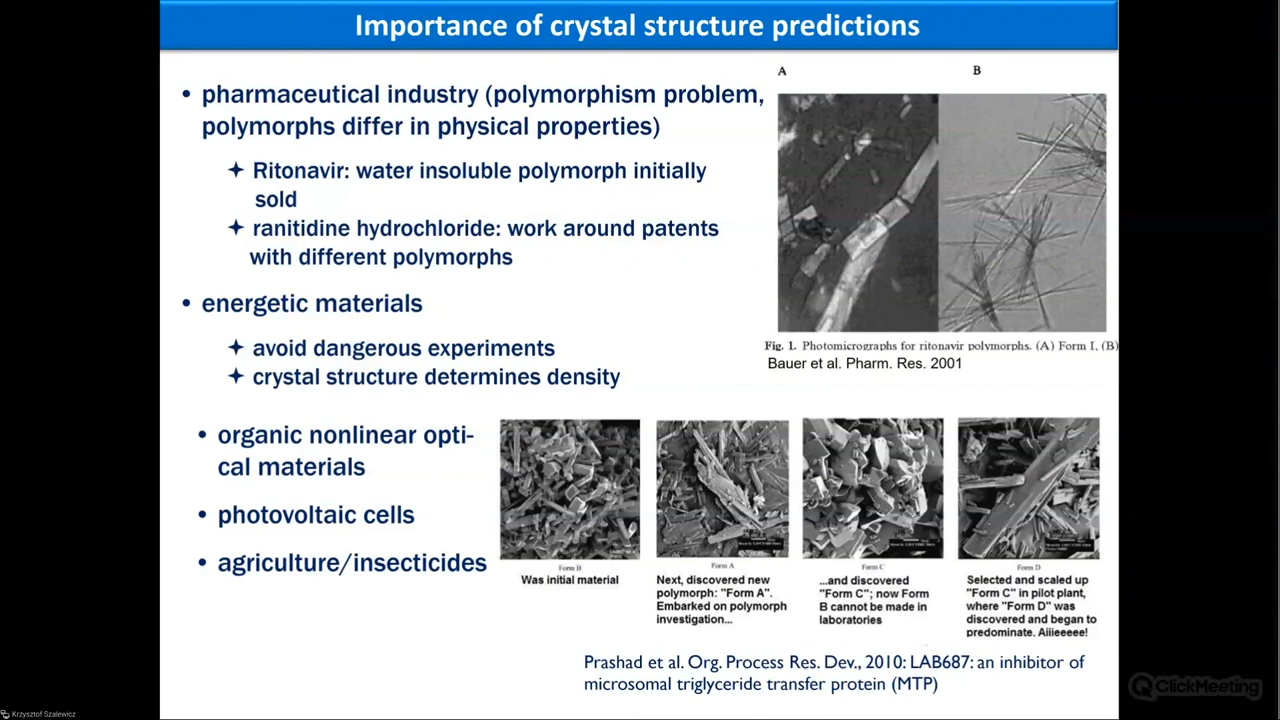 Importance of crystal structure predictions
• pharmaceutical industry (polymorphism problem,
polymorphs differ in physical properties)
Ritonavir: water insoluble polymorph initially
sold
ranitidine hydrochloride: work around patents
with different polymorphs
• energetic materials
avoid dangerous experiments
crystal structure determines density
• organic nonlinear opti-
cal materials
• photovoltaic cells
• agriculture/insecticides
A B
Fig. 1. Photomicrographs for ritonavir polymorphs. (A) Form I, (B)
Bauer et al. Pharm. Res. 2001
Form B
Was initial material
Form A
Next, discovered new
polymorph: "Form A".
Embarked on polymorph
investigation...
Form C
...and discovered
"Form C"; now Form
B cannot be made in
laboratories
Form D
Selected and scaled up
"Form C" in pilot plant,
where "Form D" was
discovered and began to
predominate. Aiiieeeee!
Prashad et al. Org. Process Res. Dev., 2010: LAB687: an inhibitor of
microsomal triglyceride transfer protein (MTP)
ClickMeeting
Krzysztof Szalewicz